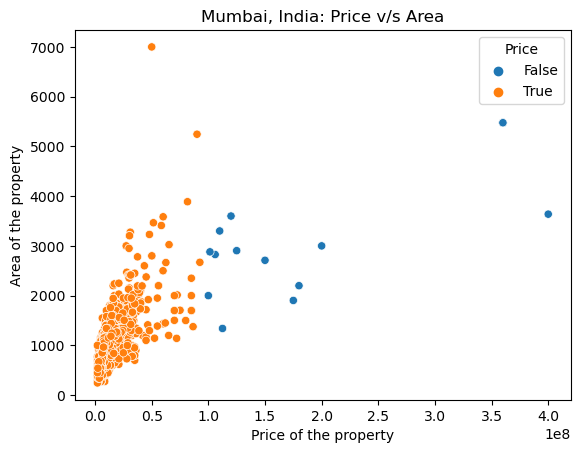 Mumbai, India: Price v/s Area
Price
False
True
7000
6000
5000
4000
3000
2000
1000
0
Area of the property
0.0 0.5 1.0 1.5 2.0 2.5 3.0 3.5 4.0
1e8
Price of the property